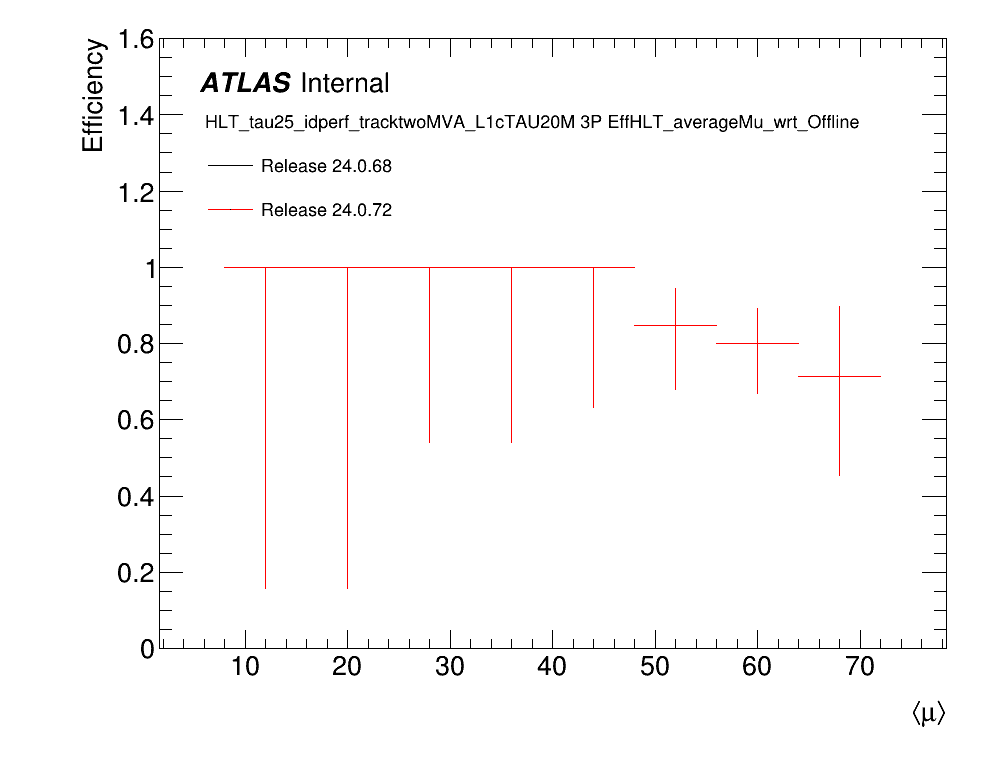 Efficiency
1.6
1.4
1.2
1
0.8
0.6
0.4
0.2
0
ATLAS Internal
HLT_tau25_idperf_tracktwoMVA_L1cTAU20M 3P EffHLT_averageMu_wrt_Offline
Release 24.0.68
Release 24.0.72
10 20 30 40 50 60 70
⟨μ⟩